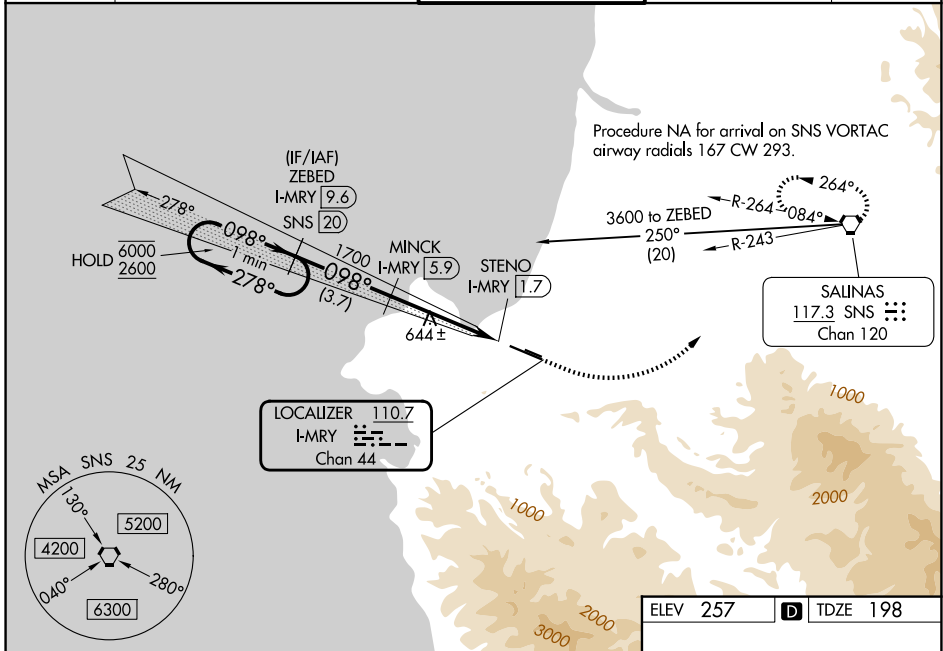 Procedure NA for arrival on SNS VORTAC
airway radials 167 CW 293.
(IF/IAF)
ZEBED
I-MRY 9.6
SNS 20
278°
098°
1 min
278°
HOLD 6000
2600
1700
098°
(3.7)
MINCK
I-MRY 5.9
STENO
I-MRY 1.7
644 ±
3600 to ZEBED
250°
(20)
R-264
084°
264°
R-243
SALINAS
117.3 SNS
Chan 120
LOCALIZER 110.7
I-MRY
Chan 44
1000
2000
1000
2000
3000
MSA SNS 25 NM
130°
5200
4200
040°
280°
6300
ELEV 257 D TDZE 198